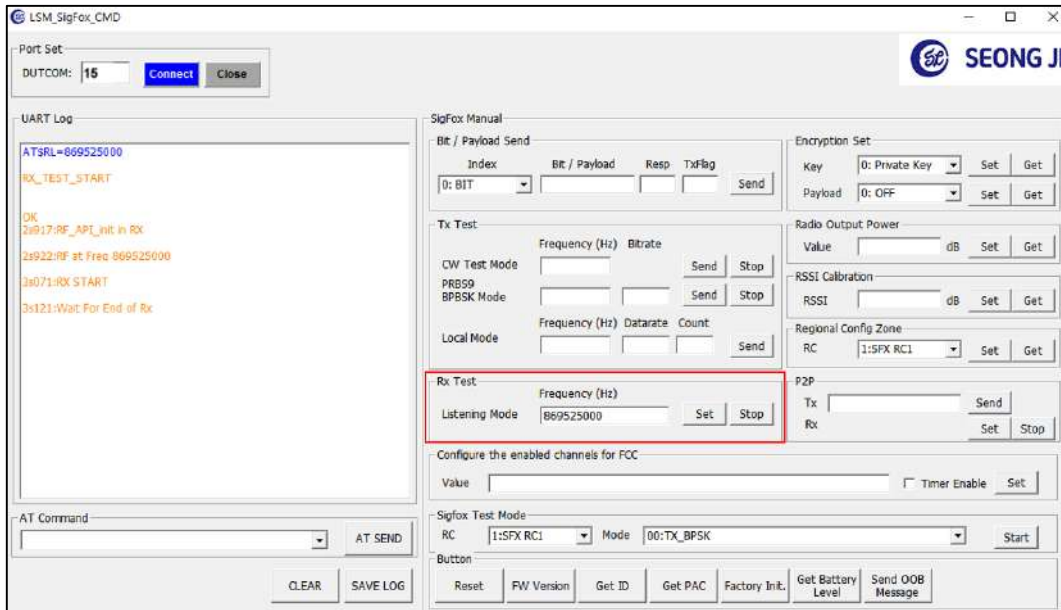 LSM_SigFox_CMD
Port Set
DUTCOM: 15 Connect Close
SEONG JI
UART Log
AT$RL=869525000
RX_TEST_START
OK
2s917:RF_API_init in RX
2s922:RF at Freq 869525000
3s071:RX START
3s121:Wait For End of Rx
AT Command
AT SEND
CLEAR SAVE LOG
SigFox Manual
Bit / Payload Send
Index Bit / Payload Resp TxFlag
0: BIT Send
Tx Test
Frequency (Hz) Bitrate
CW Test Mode Send Stop
PRBS9
BPBSK Mode Send Stop
Frequency (Hz) Datarate Count
Local Mode Send
Rx Test
Frequency (Hz)
Listening Mode 869525000 Set Stop
Encryption Set
Key 0: Private Key Set Get
Payload 0: OFF Set Get
Radio Output Power
Value dB Set Get
RSSI Calibration
RSSI dB Set Get
Regional Config Zone
RC 1:SFX RC1 Set Get
P2P
Tx Send
Rx Set Stop
Configure the enabled channels for FCC
Value Timer Enable Set
Sigfox Test Mode
RC 1:SFX RC1 Mode 00:TX_BPSK Start
Button
Reset FW Version Get ID Get PAC Factory Init. Get Battery Level Send OOB Message